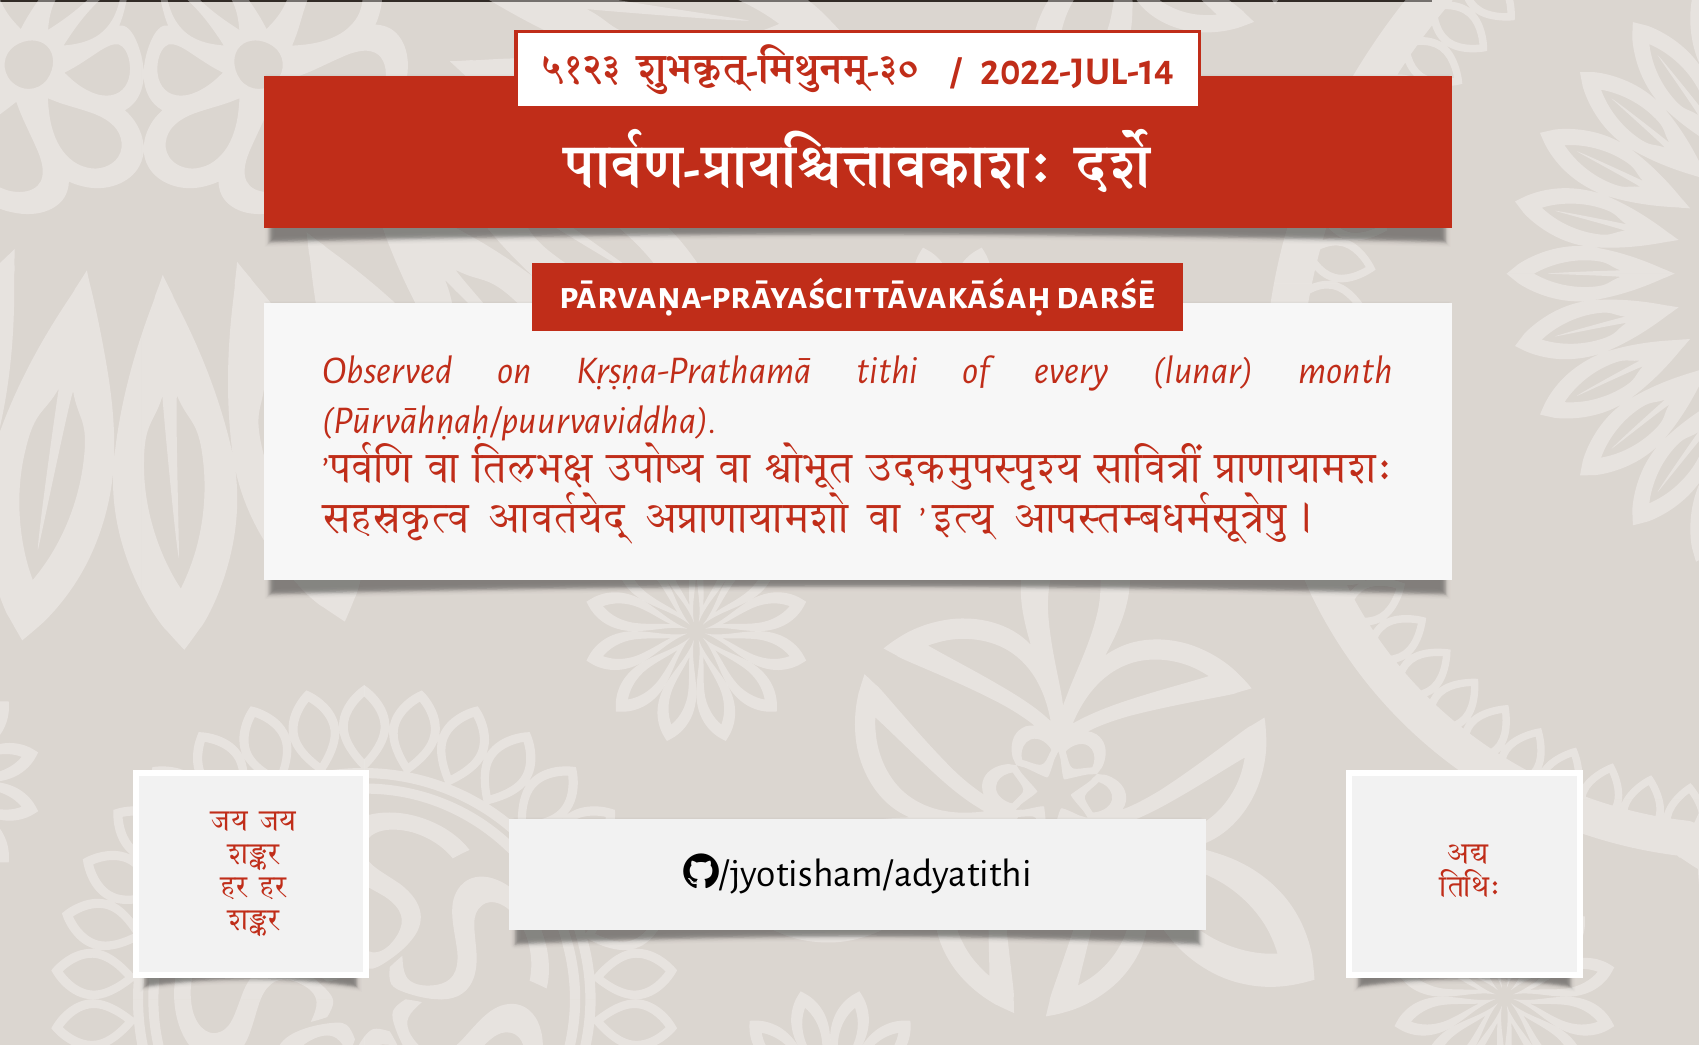 ५१२३ शुभकृत्-मिथुनम्-३० / 2022-JUL-14
पार्वण-प्रायश्चित्तावकाशः दर्शे
PĀRVAṆA-PRĀYAŚCITTĀVAKĀŚAḤ DARŚĒ
Observed on Kṛṣṇa-Prathamā tithi of every (lunar) month
(Pūrvāhṇaḥ/puurvaviddha).
’पर्वणि वा तिलभक्ष उपोष्य वा श्वोभूत उदकमुपस्पृश्य सावित्रीं प्राणायामशः
सहस्रकृत्व आवर्तयेद् अप्राणायामशो वा ’ इत्य् आपस्तम्बधर्मसूत्रेषु।
जय जय
शङ्कर
हर हर
शङ्कर
/jyotisham/adyatithi
अद्य
तिथिः